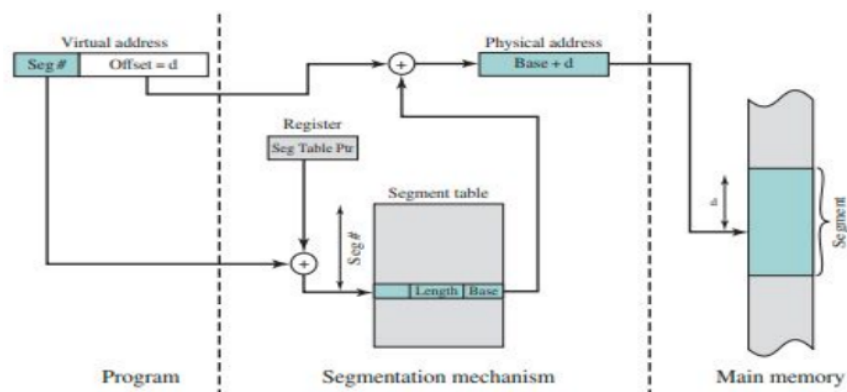 Virtual address
Physical address
Seg # Offset = d
+
Base + d
Register
Seg Table Ptr
Segment table
Seg #
+
Length Base
Segment
Program Segmentation mechanism Main memory